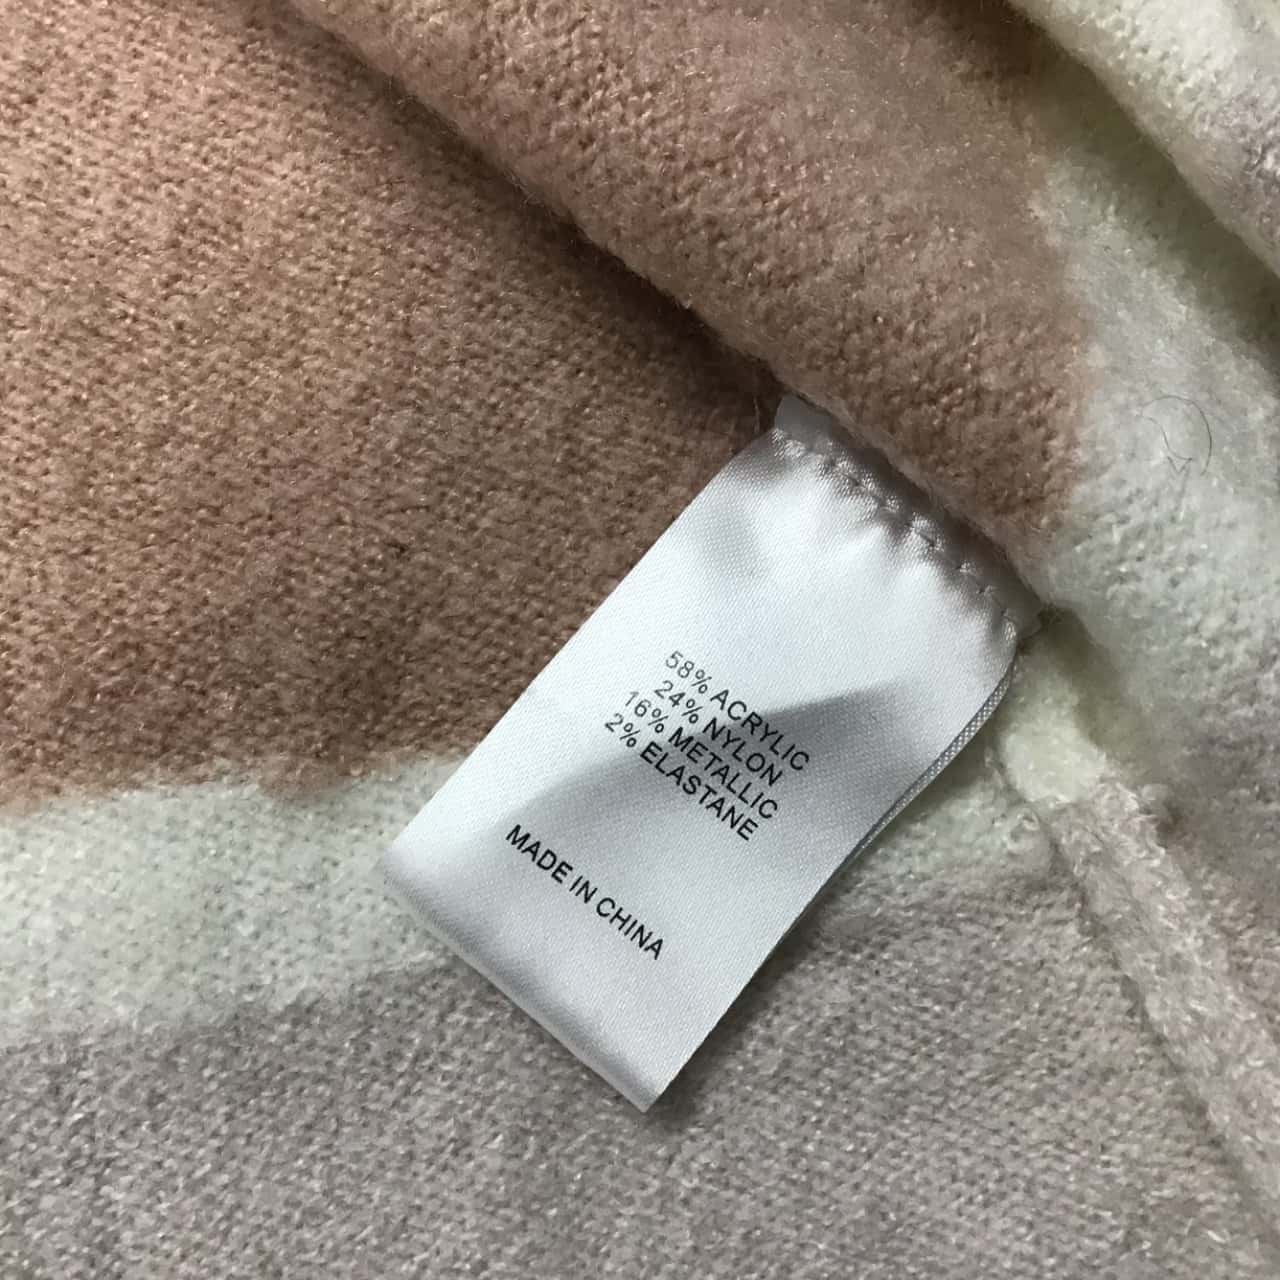 58% ACRYLIC
24% NYLON
16% METALLIC
2% ELASTANE
MADE IN CHINA